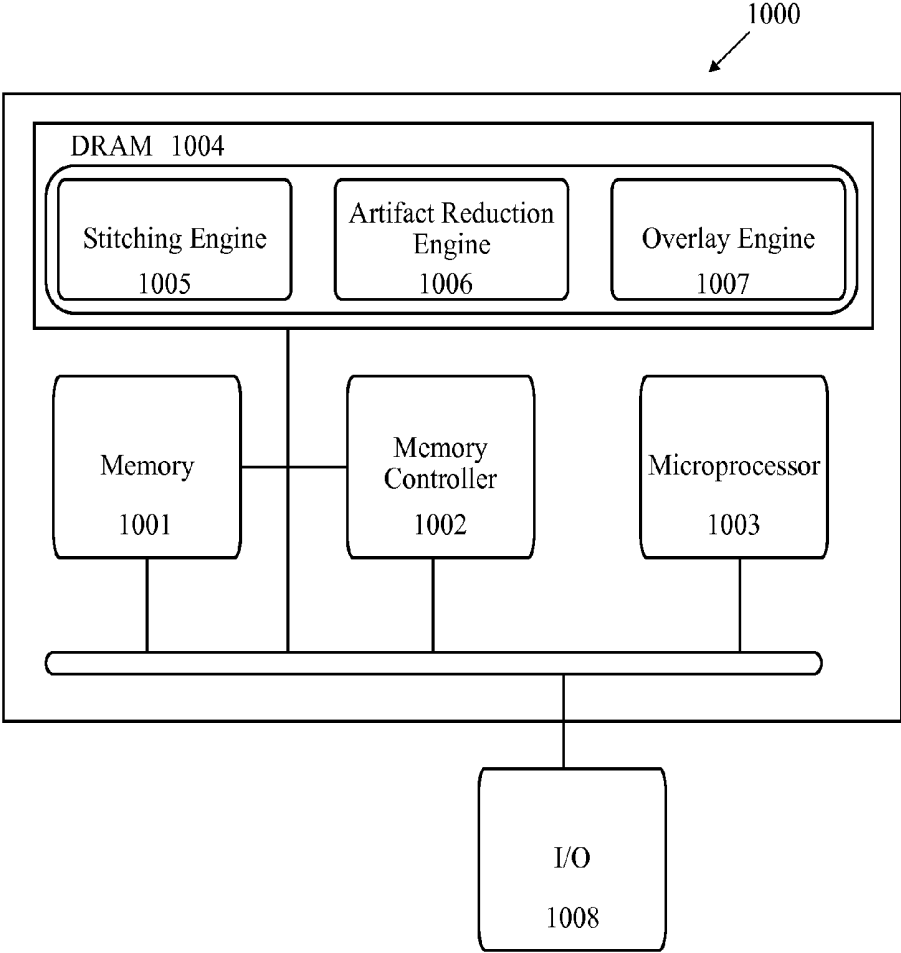 1000
DRAM 1004
Stitching Engine
1005
Artifact Reduction
Engine
1006
Overlay Engine
1007
Memory
1001
Memory
Controller
1002
Microprocessor
1003
I/O
1008